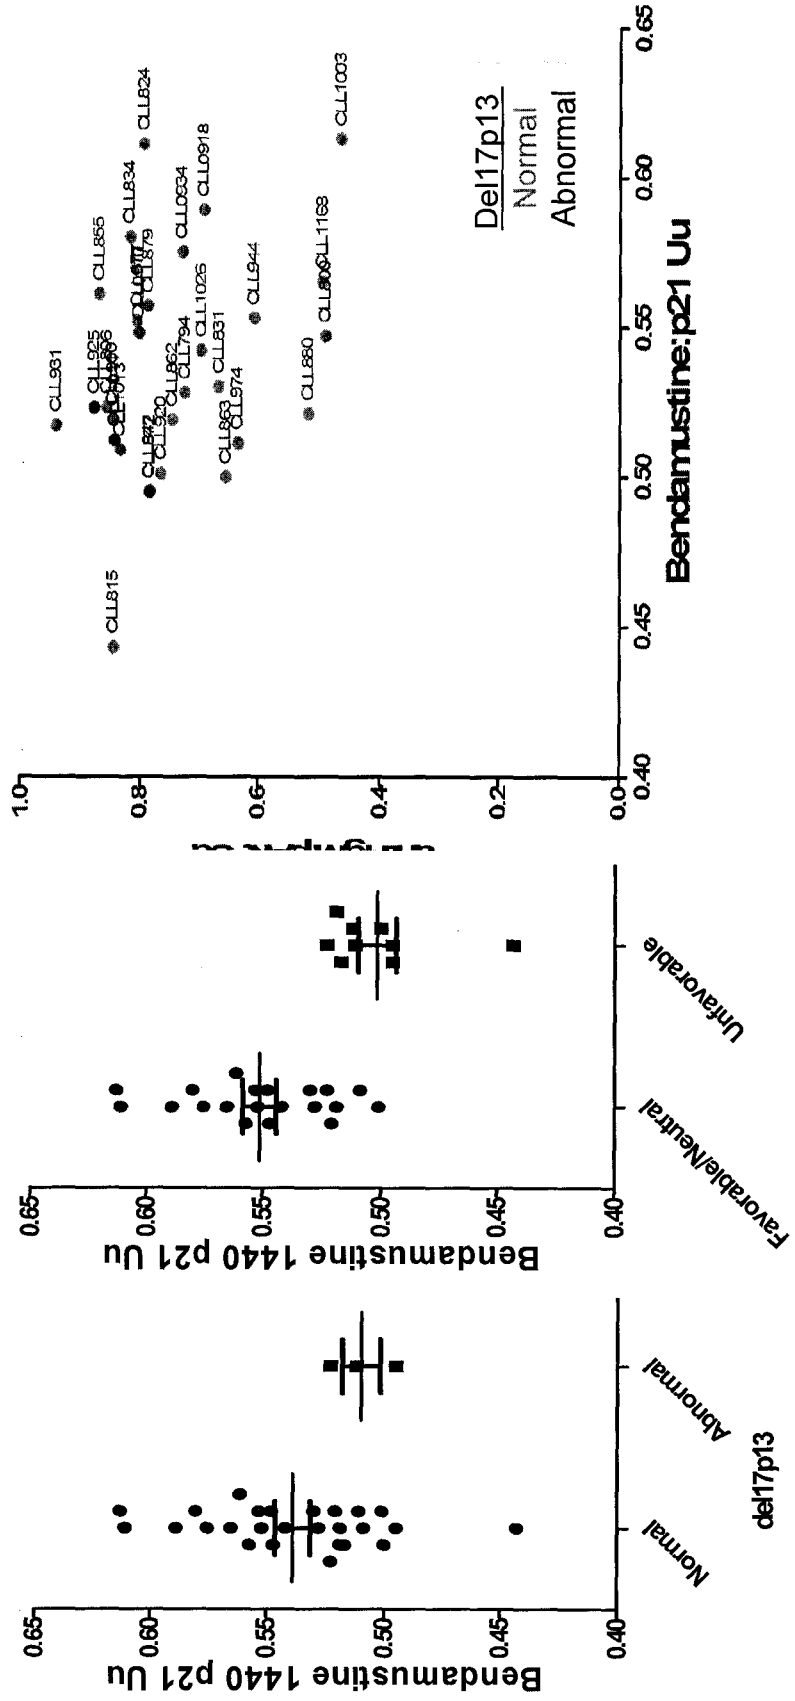 Bendamustine 1440 p21 Uu
0.65
0.60
0.55
0.50
0.45
0.40
Normal
Abnormal
del17p13
Bendamustine 1440 p21 Uu
0.65
0.60
0.55
0.50
0.45
0.40
Favorable/Neutral
Unfavorable
1.0
0.8
0.6
0.4
0.2
0.0
0.40
0.45
0.50
0.55
0.60
0.65
Bendamustine:p21 Uu
CLL931
CLL925
CLL855
CLL815
CLL834
CLL824
CLL879
CLL920
CLL862
CLL794
CLL0934
CLL1026
CLL0918
CLL831
CLL863
CLL974
CLL944
CLL880
CLL1168
CLL1003
Del17p13
Normal
Abnormal